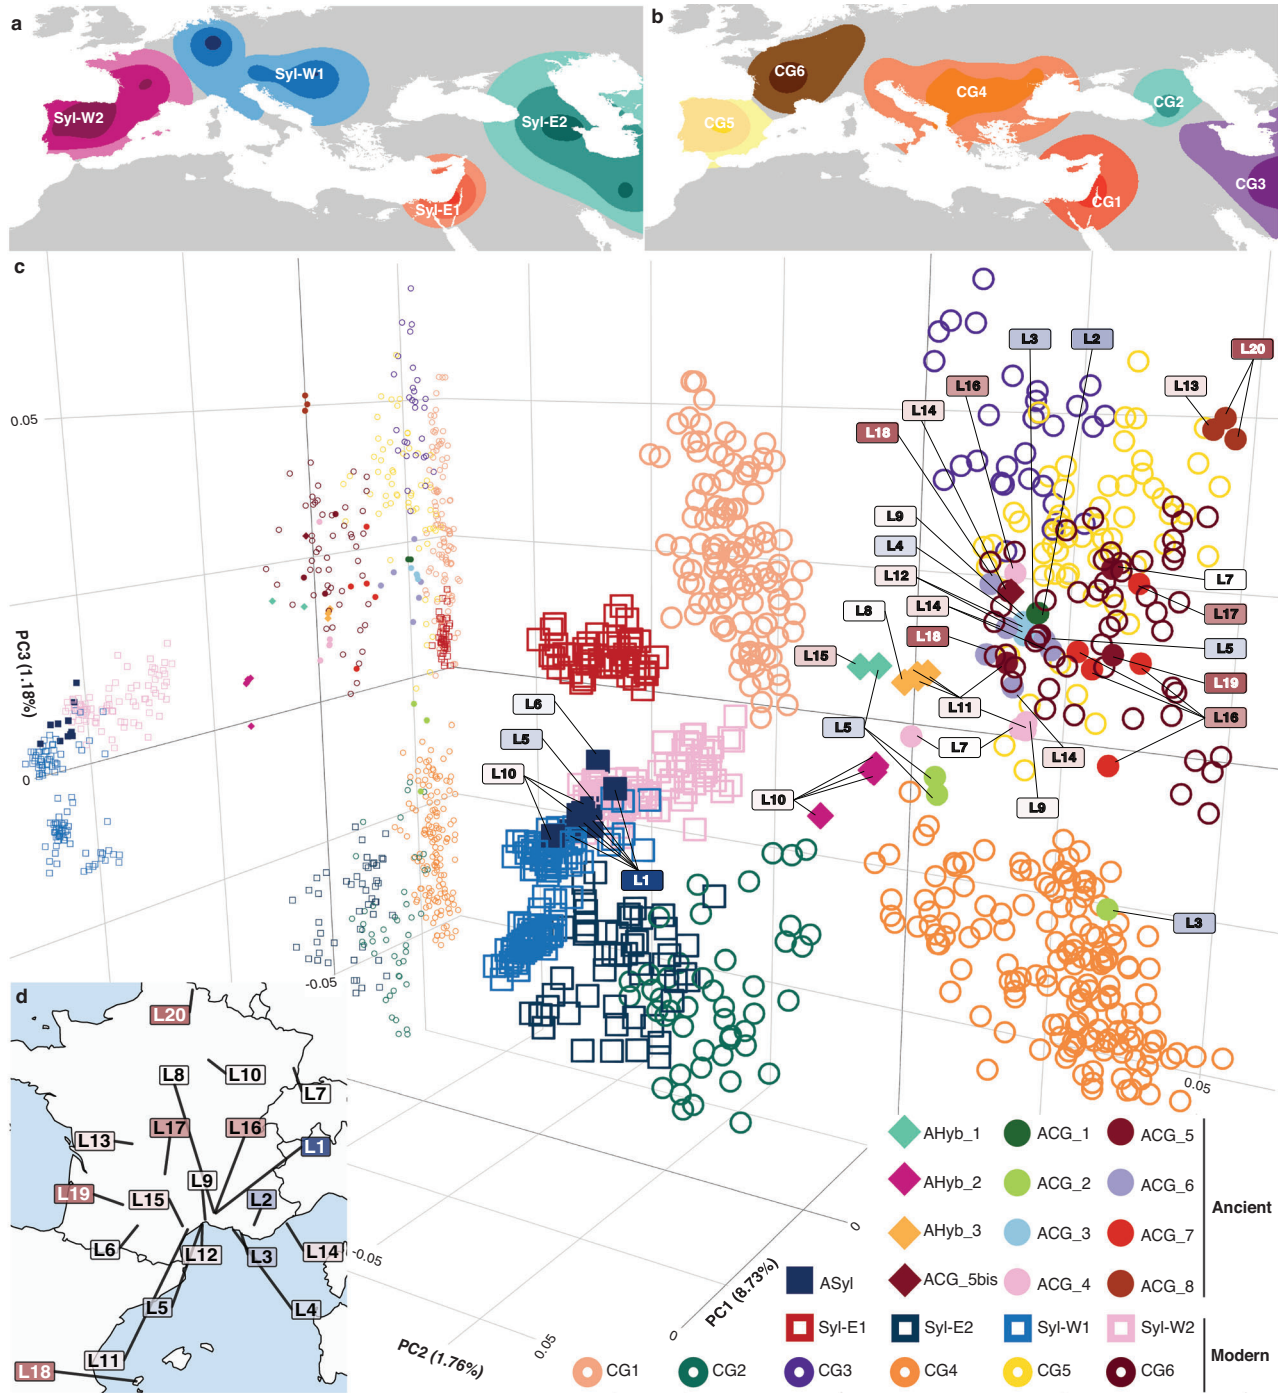 a
Syl-W2
Syl-W1
Syl-E2
Syl-E1
b
CG6
CG5
CG4
CG2
CG1
CG3
c
0.05
PC3 (1.18%)
0
-0.05
L3
L2
L20
L16
L13
L14
L18
L9
L4
L12
L7
L8
L14
L17
L18
L5
L15
L19
L6
L11
L16
L5
L5
L7
L14
L10
L10
L9
L1
L3
0.05
0
-0.05
PC1 (8.73%)
0
0.05
PC2 (1.76%)
d
L20
L8
L10
L7
L17
L16
L13
L1
L9
L19
L15
L2
L6
L12
L3
L14
L5
L4
L11
L18
AHyb_1
ACG_1
ACG_5
AHyb_2
ACG_2
ACG_6
AHyb_3
ACG_3
ACG_7
ASyl
ACG_5bis
ACG_4
ACG_8
Ancient
Syl-E1
Syl-E2
Syl-W1
Syl-W2
CG1
CG2
CG3
CG4
CG5
CG6
Modern